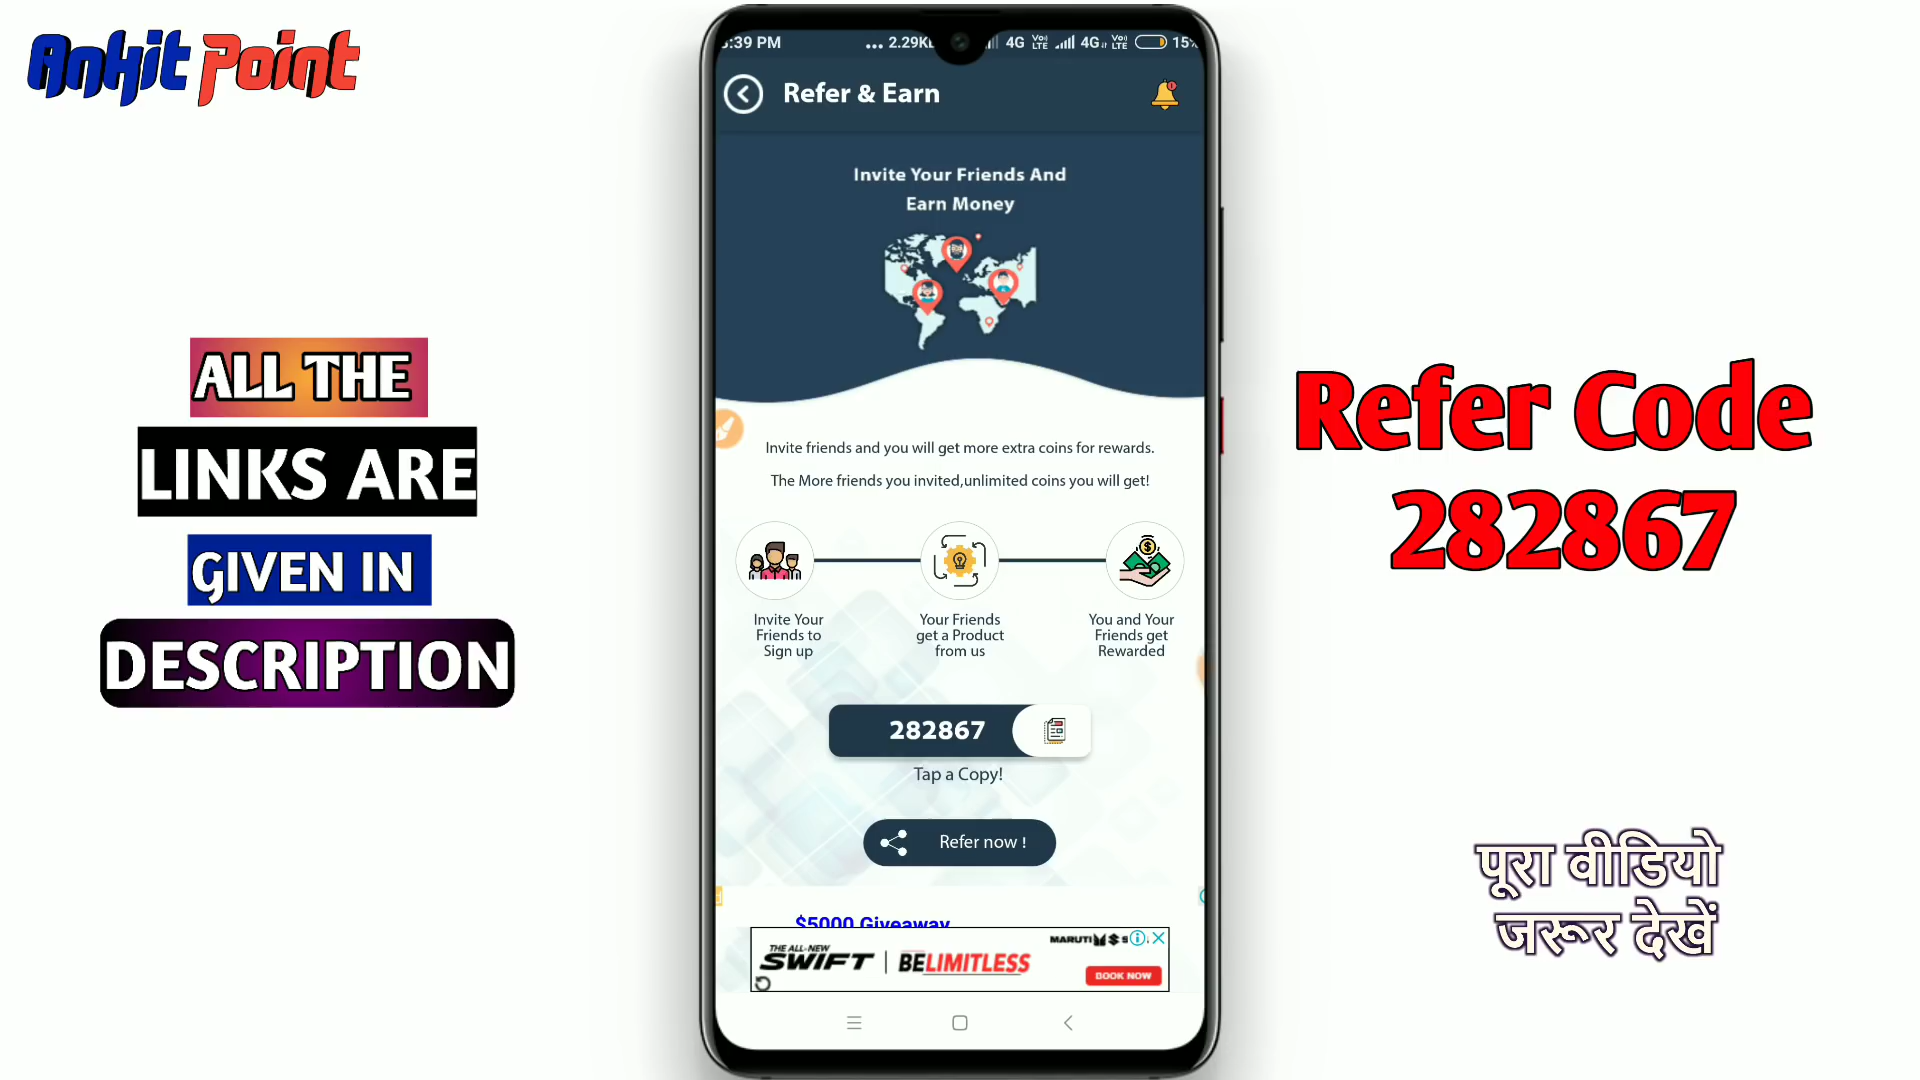 Ankit Point
:39 PM
4G
4G
15%
Refer & Earn
Invite Your Friends And
Earn Money
Invite friends and you will get more extra coins for rewards.
The More friends you invited,unlimited coins you will get!
Invite Your
Friends to
Sign up
Your Friends
get a Product
from us
You and Your
Friends get
Rewarded
282867
Tap a Copy!
Refer now !
$5000 Giveaway
THE ALL-NEW
SWIFT
BELIMITLESS
MARUTI
BOOK NOW
ALL THE
LINKS ARE
GIVEN IN
DESCRIPTION
Refer Code
282867
पूरा वीडियो
जरूर देखें